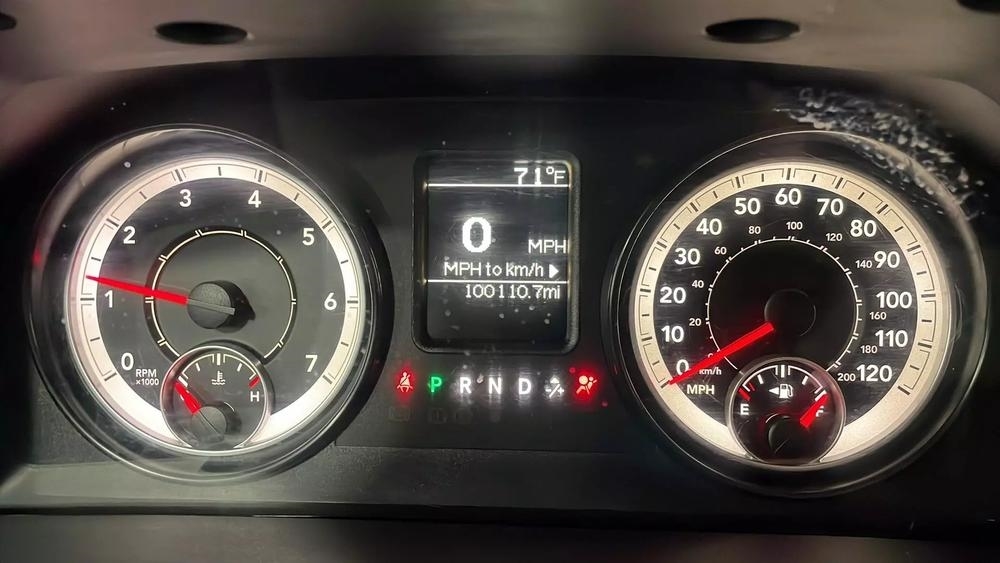 3 4
2 5
1 6
0 7
RPM
×1000
H
71°F
0 MPH
MPH to km/h
100110.7mi
P R N D
60
50 70
40 80
30 90
20 100
10 110
0 120
MPH
100
80 120
60 140
40 160
20 180
200
km/h
E F